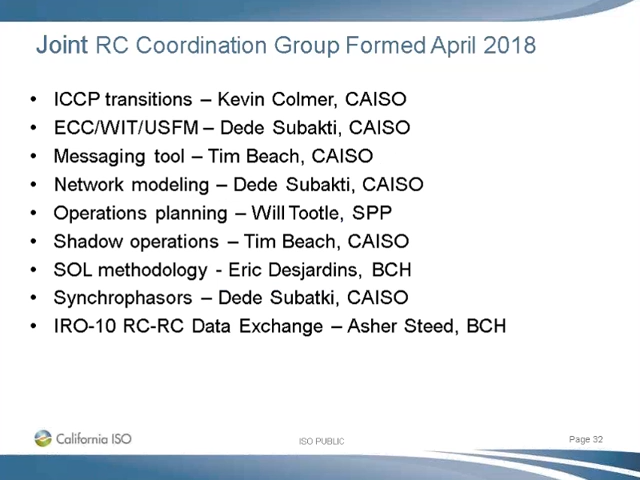 Joint RC Coordination Group Formed April 2018
• ICCP transitions – Kevin Colmer, CAISO
• ECC/WIT/USFM – Dede Subakti, CAISO
• Messaging tool – Tim Beach, CAISO
• Network modeling – Dede Subakti, CAISO
• Operations planning – Will Tootle, SPP
• Shadow operations – Tim Beach, CAISO
• SOL methodology - Eric Desjardins, BCH
• Synchrophasors – Dede Subatki, CAISO
• IRO-10 RC-RC Data Exchange – Asher Steed, BCH
California ISO
ISO PUBLIC
Page 32